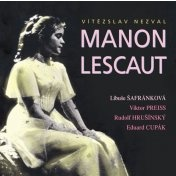 VÍTĚZSLAV NEZVAL
MANON
LESCAUT
Libuše ŠAFRÁNKOVÁ
Viktor PREISS
Rudolf HRUŠÍNSKÝ
Eduard CUPÁK